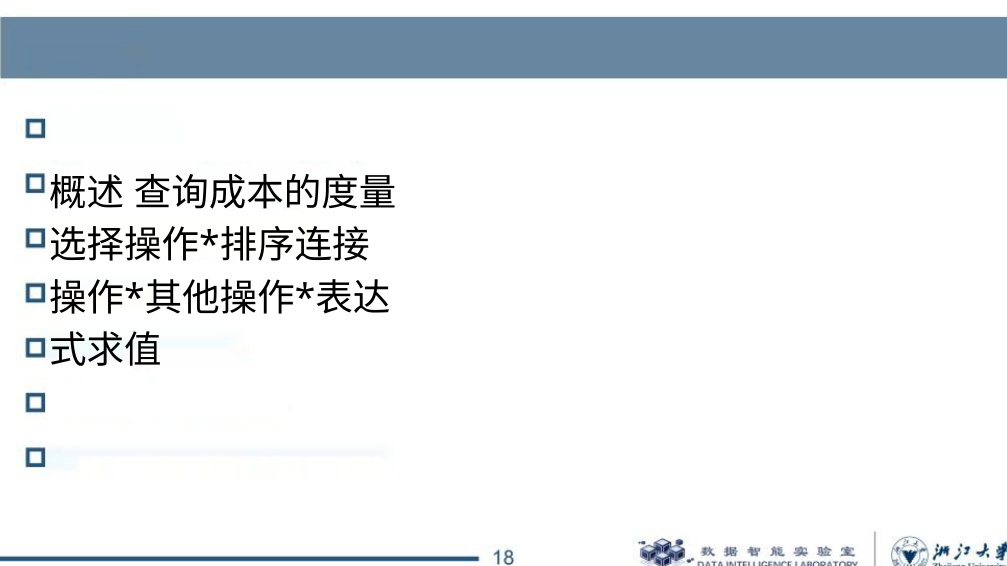 概述 查询成本的度量
选择操作*排序连接
操作*其他操作*表达
式求值
18
数据智能实验室
DATA INTELLIGENCE LABORATORY
浙江大学
Zhejiang University